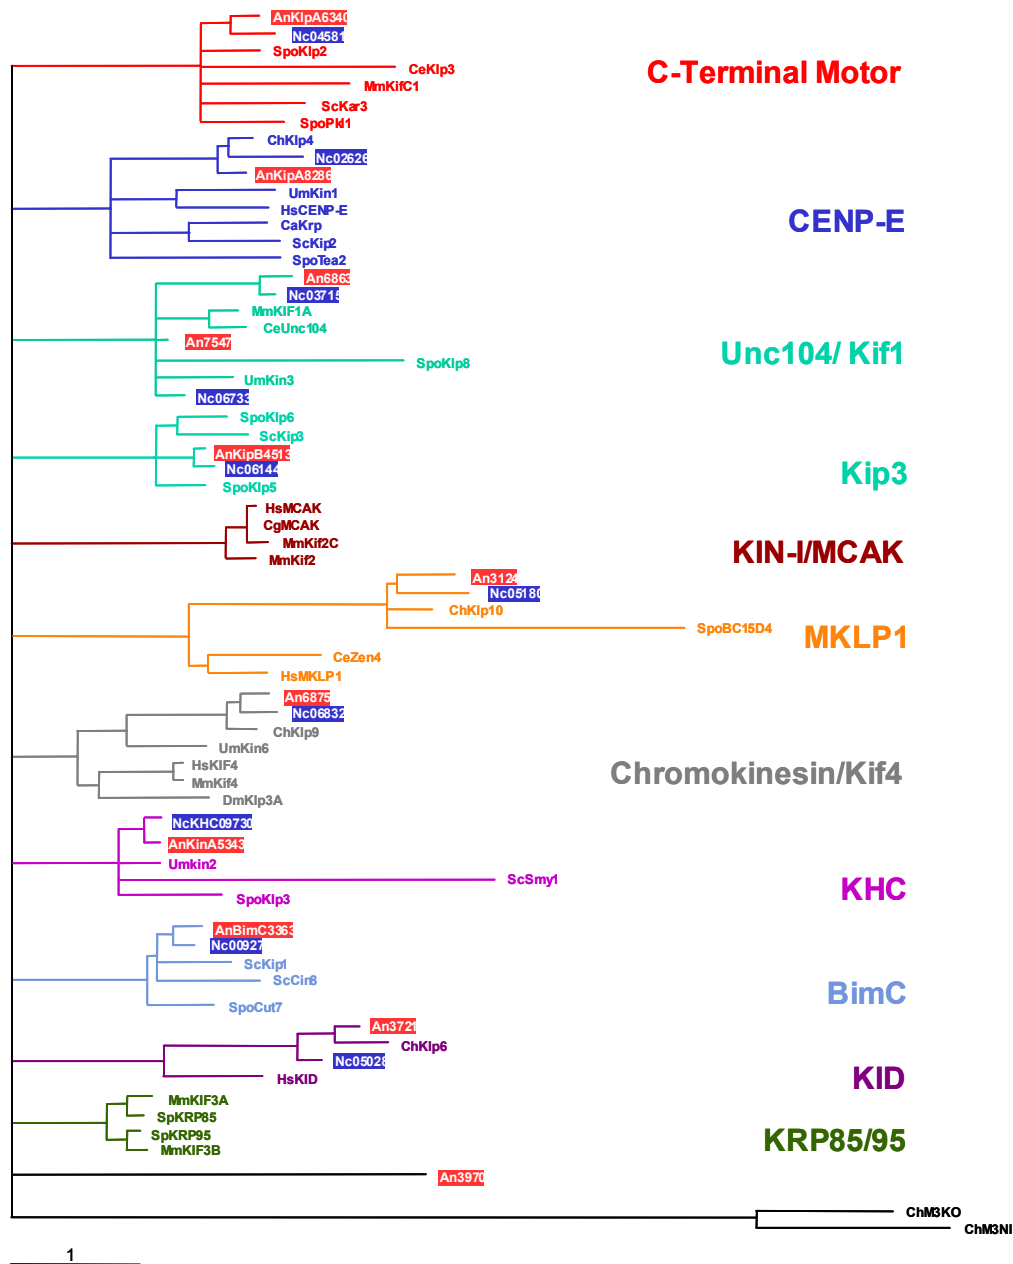 AnKlpA6340
Nc04581
SpoKlp2
CeKlp3
C-Terminal Motor
MmKifC1
ScKar3
SpoPkl1
ChKlp4
Nc02626
AnKipA8286
UmKin1
HsCENP-E
CENP-E
CaKrp
ScKip2
SpoTea2
An6863
Nc03715
MmKIF1A
CeUnc104
An7547
Unc104/ Kif1
SpoKlp8
UmKin3
Nc06733
SpoKlp6
ScKip3
AnKipB4513
Nc06144
Kip3
SpoKlp5
HsMCAK
CgMCAK
MmKif2C
KIN-I/MCAK
MmKif2
An3124
Nc05180
ChKlp10
SpoBC15D4
MKLP1
CeZen4
HsMKLP1
An6875
Nc06832
ChKlp9
UmKin6
HsKIF4
Chromokinesin/Kif4
MmKif4
DmKlp3A
NcKHC09730
AnKinA5343
Umkin2
ScSmy1
KHC
SpoKlp3
AnBimC3363
Nc00927
ScKip1
ScCin8
BimC
SpoCut7
An3721
ChKlp6
Nc05028
HsKID
KID
MmKIF3A
SpKRP85
SpKRP95
KRP85/95
MmKIF3B
An3970
ChM3KO
ChM3NI
1